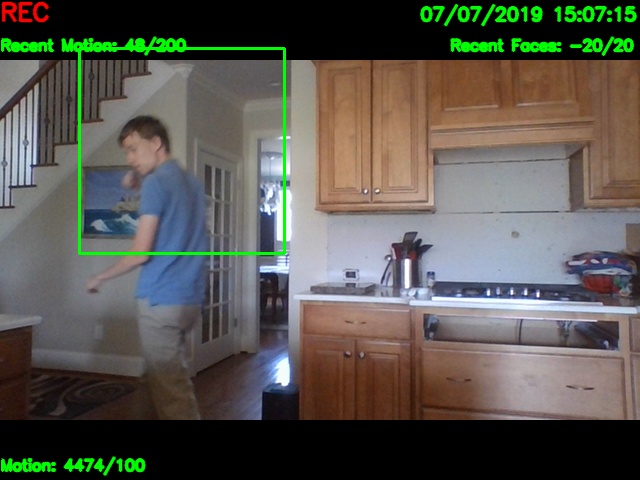 REC
07/07/2019 15:07:15
Recent Motion: 48/200
Recent Faces: -20/20
Motion: 4474/100